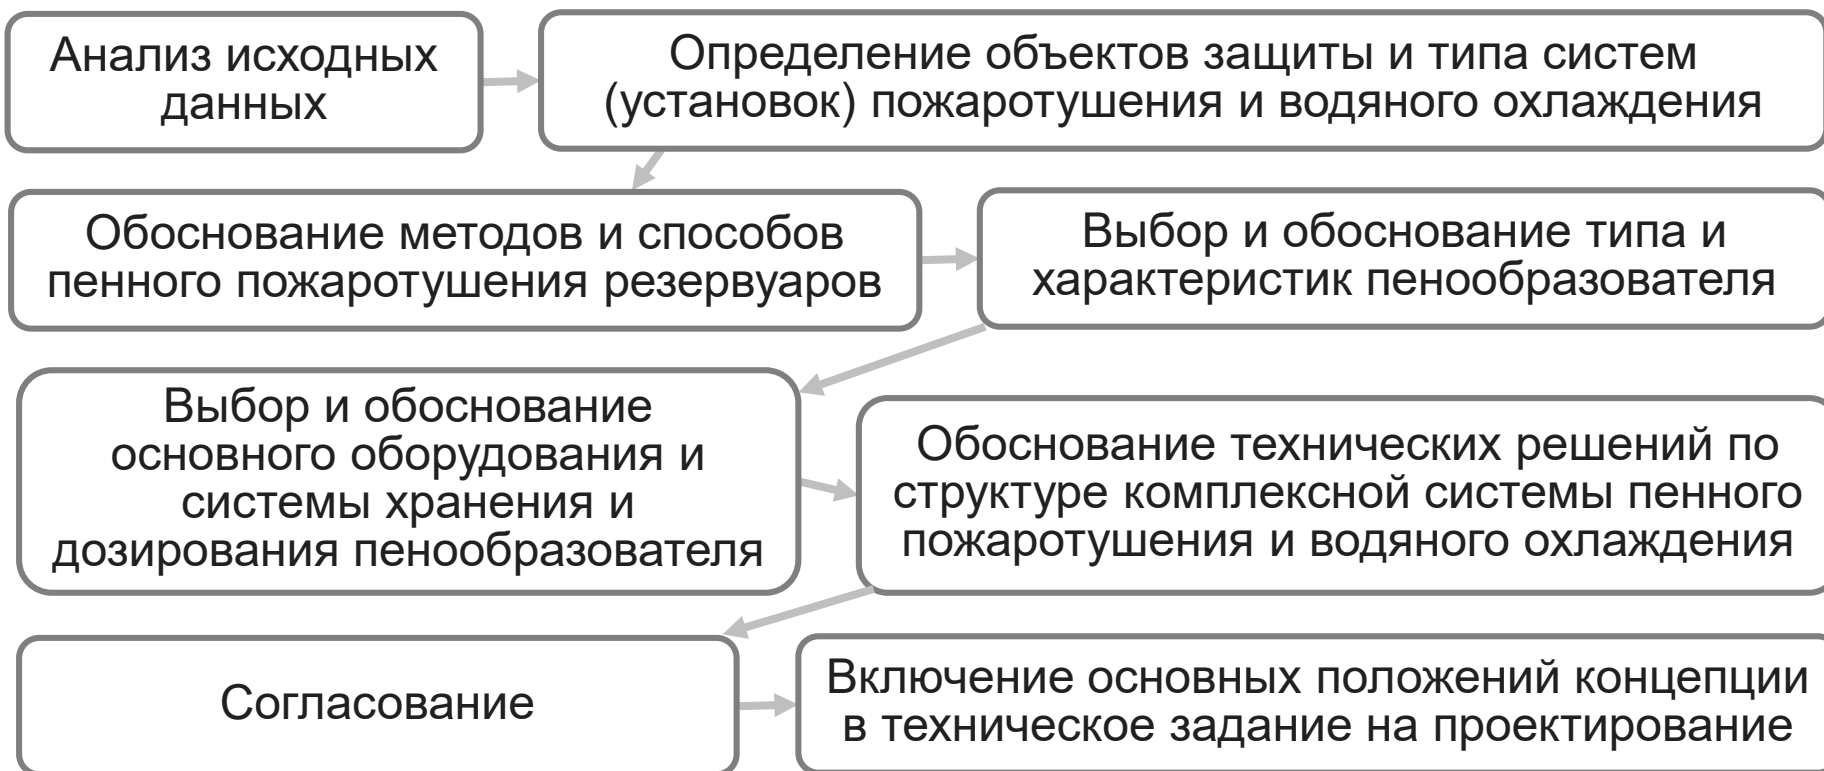 Анализ исходных
данных
Определение объектов защиты и типа систем
(установок) пожаротушения и водяного охлаждения
Обоснование методов и способов
пенного пожаротушения резервуаров
Выбор и обоснование типа и
характеристик пенообразователя
Выбор и обоснование
основного оборудования и
системы хранения и
дозирования пенообразователя
Обоснование технических решений по
структуре комплексной системы пенного
пожаротушения и водяного охлаждения
Согласование
Включение основных положений концепции
в техническое задание на проектирование